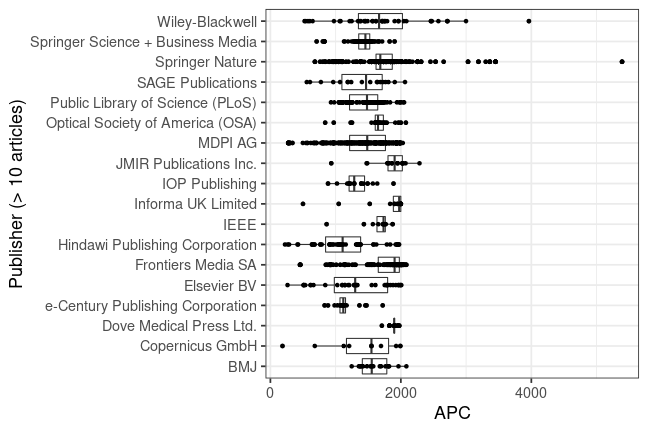 Publisher (> 10 articles)
Wiley-Blackwell
Springer Science + Business Media
Springer Nature
SAGE Publications
Public Library of Science (PLoS)
Optical Society of America (OSA)
MDPI AG
JMIR Publications Inc.
IOP Publishing
Informa UK Limited
IEEE
Hindawi Publishing Corporation
Frontiers Media SA
Elsevier BV
e-Century Publishing Corporation
Dove Medical Press Ltd.
Copernicus GmbH
BMJ
0 2000 4000
APC